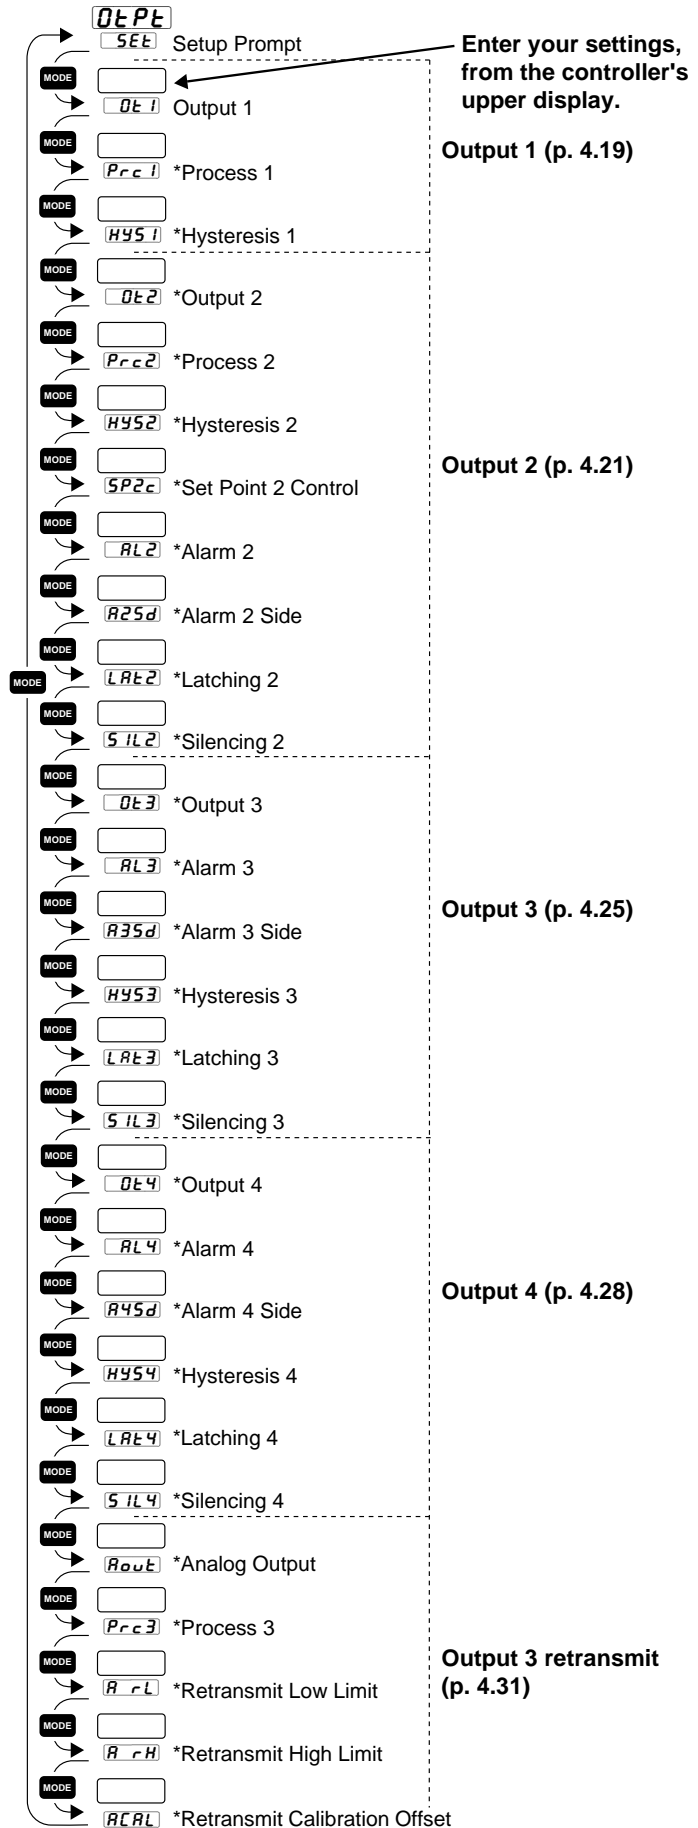 OtPt
SEt Setup Prompt
Enter your settings,
from the controller's
upper display.
MODE
Ot1 Output 1
Output 1 (p. 4.19)
MODE
Prc1 *Process 1
MODE
HYS1 *Hysteresis 1
MODE
Ot2 *Output 2
MODE
Prc2 *Process 2
MODE
HYS2 *Hysteresis 2
MODE
Output 2 (p. 4.21)
SP2c *Set Point 2 Control
MODE
AL2 *Alarm 2
MODE
A2Sd *Alarm 2 Side
MODE
LAt2 *Latching 2
MODE
MODE
SIL2 *Silencing 2
MODE
Ot3 *Output 3
MODE
AL3 *Alarm 3
MODE
Output 3 (p. 4.25)
A3Sd *Alarm 3 Side
MODE
HYS3 *Hysteresis 3
MODE
LAt3 *Latching 3
MODE
SIL3 *Silencing 3
MODE
Ot4 *Output 4
MODE
AL4 *Alarm 4
MODE
Output 4 (p. 4.28)
A4Sd *Alarm 4 Side
MODE
HYS4 *Hysteresis 4
MODE
LAt4 *Latching 4
MODE
SIL4 *Silencing 4
MODE
Aout *Analog Output
MODE
Prc3 *Process 3
MODE
Output 3 retransmit
(p. 4.31)
A rL *Retransmit Low Limit
MODE
A rH *Retransmit High Limit
MODE
ACAL *Retransmit Calibration Offset